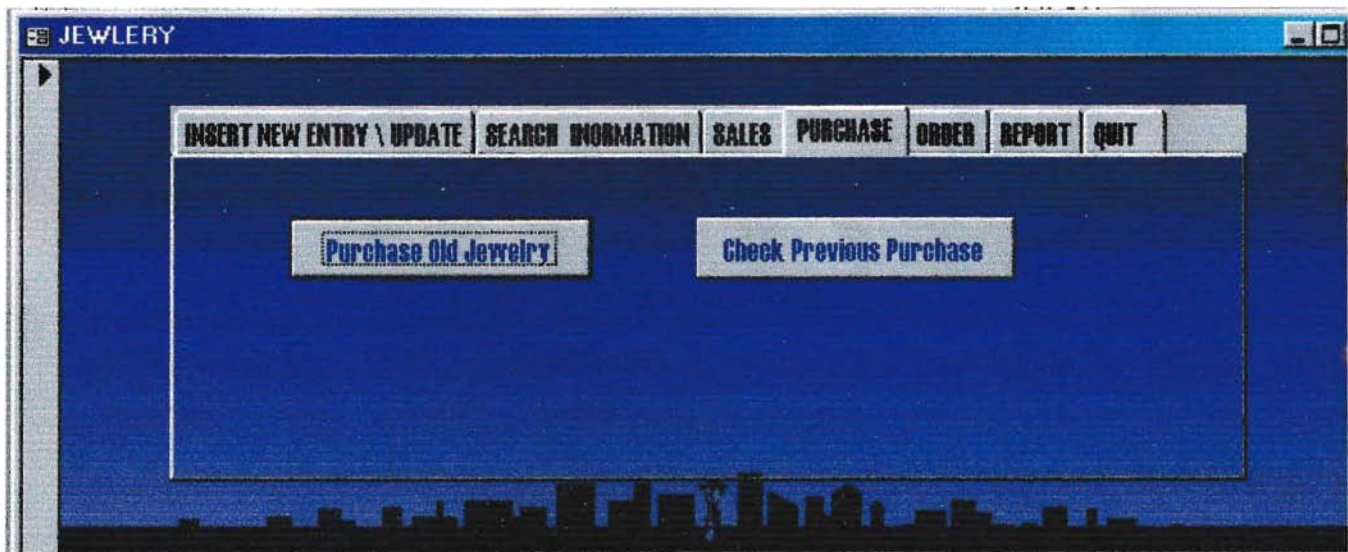 JEWLERY
INSERT NEW ENTRY \ UPDATE SEARCH INORMATION SALES PURCHASE ORDER REPORT QUIT
Purchase Old Jewelry Check Previous Purchase